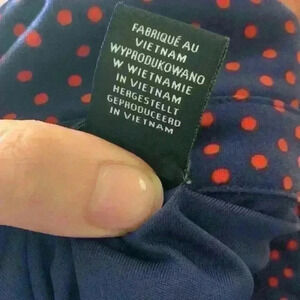 FABRIQUÉ AU
VIETNAM
WYPRODUKOWANO
W WIETNAMIE
IN VIETNAM
HERGESTELLT
GEPRODUCEERD
IN VIETNAM